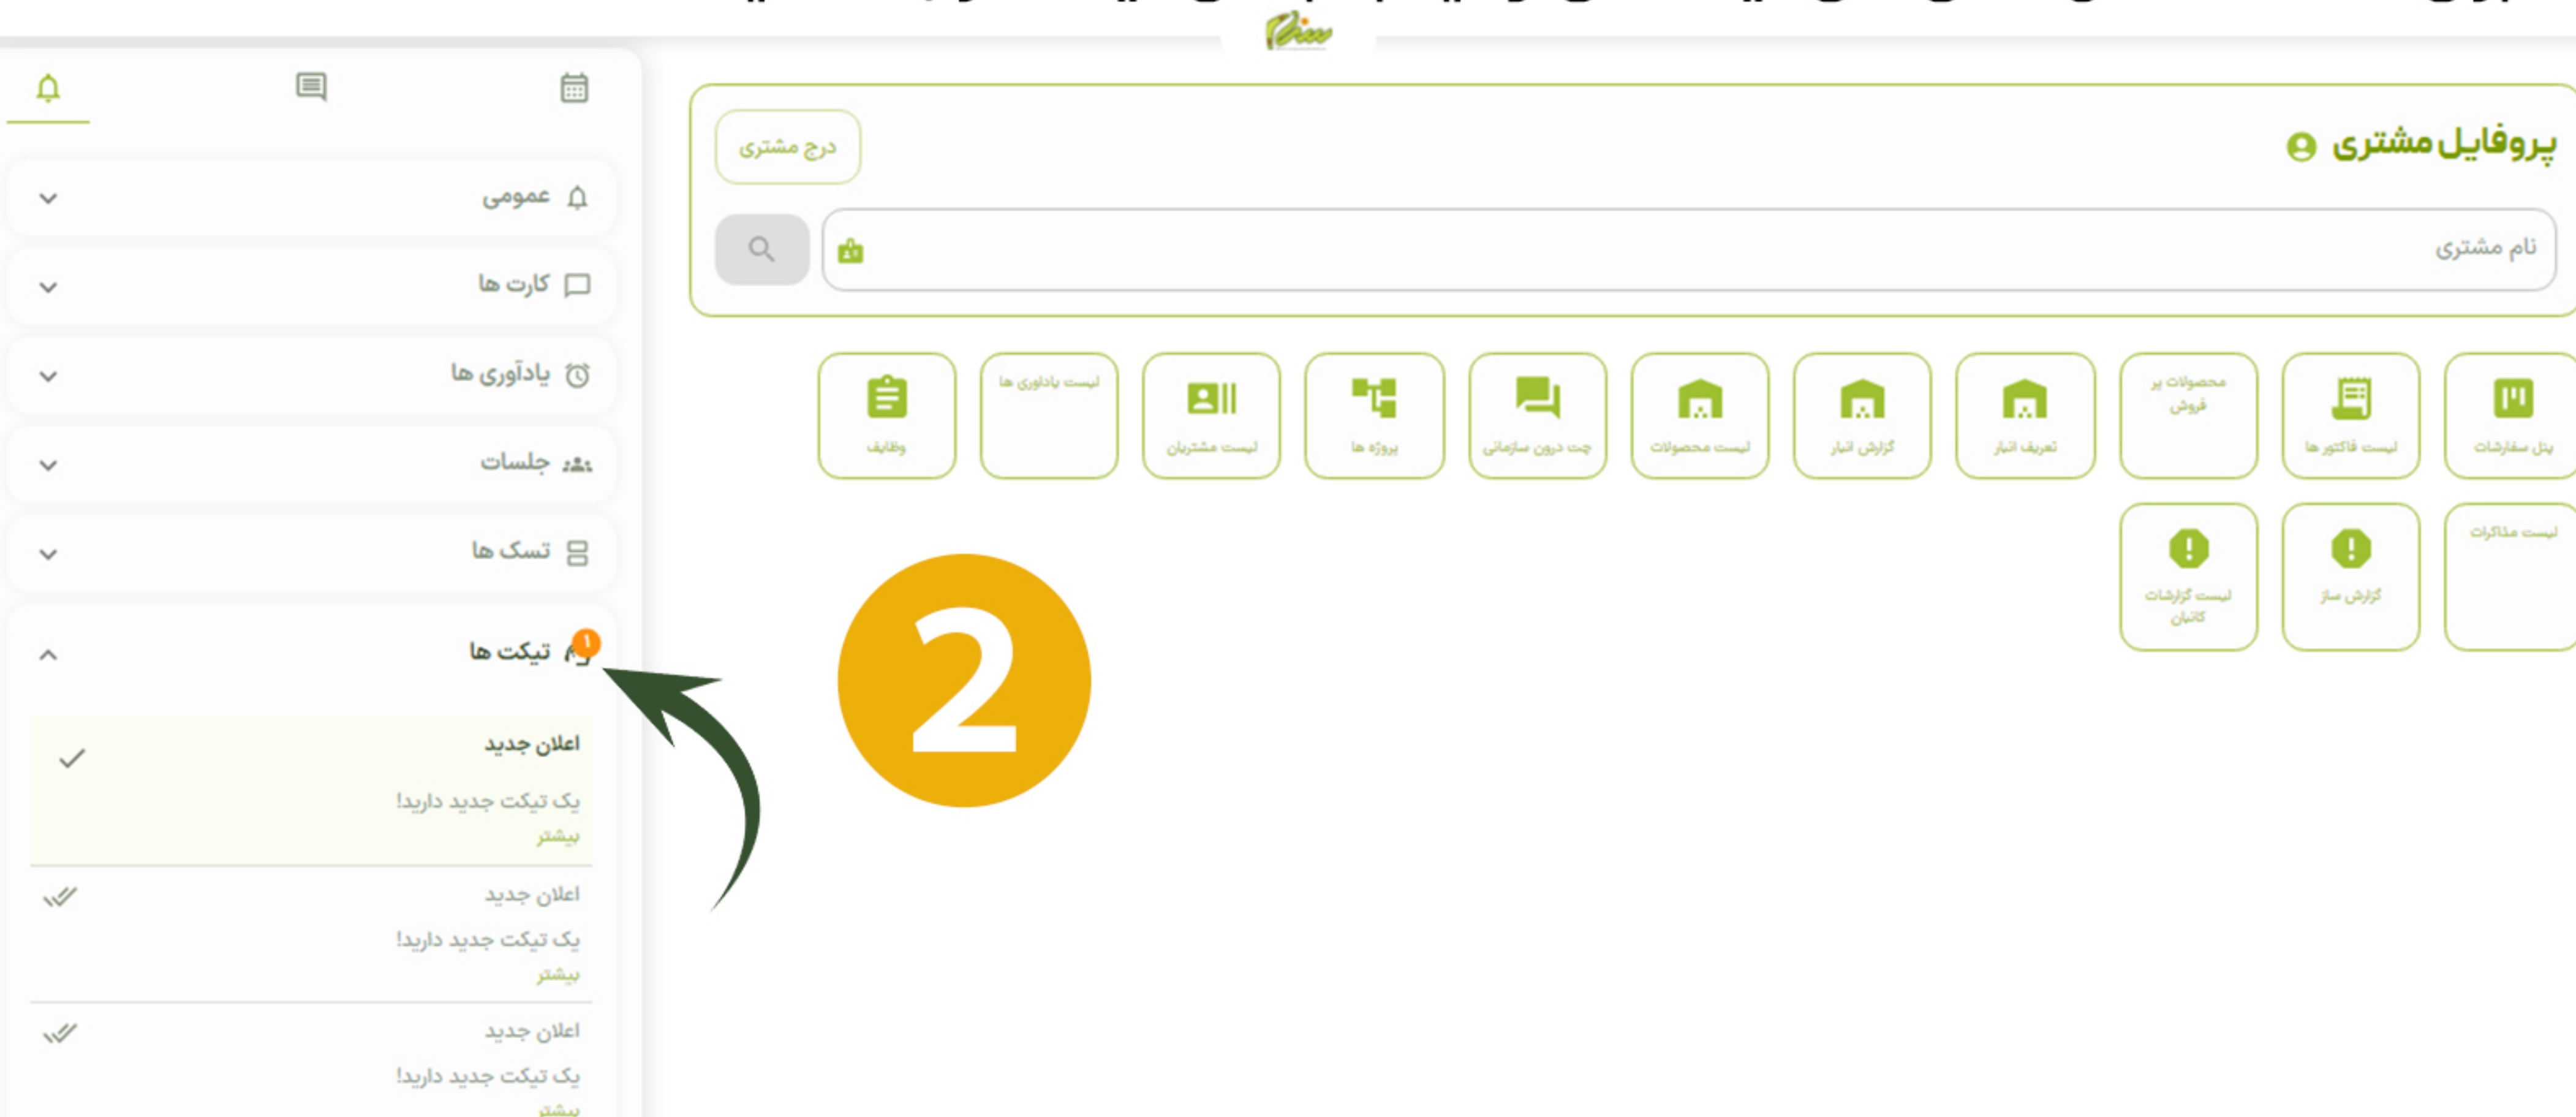 پروفایل مشتری
درج مشتری
نام مشتری
پنل سفارشات
لیست فاکتور ها
محصولات پر
فروش
تعریف انبار
گزارش انبار
لیست محصولات
چت درون سازمانی
پروژه ها
لیست مشتریان
لیست یاداوری ها
وظایف
لیست مذاکرات
گزارش ساز
لیست گزارشات
کانبان
2
عمومی
کارت ها
یادآوری ها
جلسات
تسک ها
۱
تیکت ها
اعلان جدید
یک تیکت جدید دارید!
بیشتر
اعلان جدید
یک تیکت جدید دارید!
بیشتر
اعلان جدید
یک تیکت جدید دارید!
بیشتر